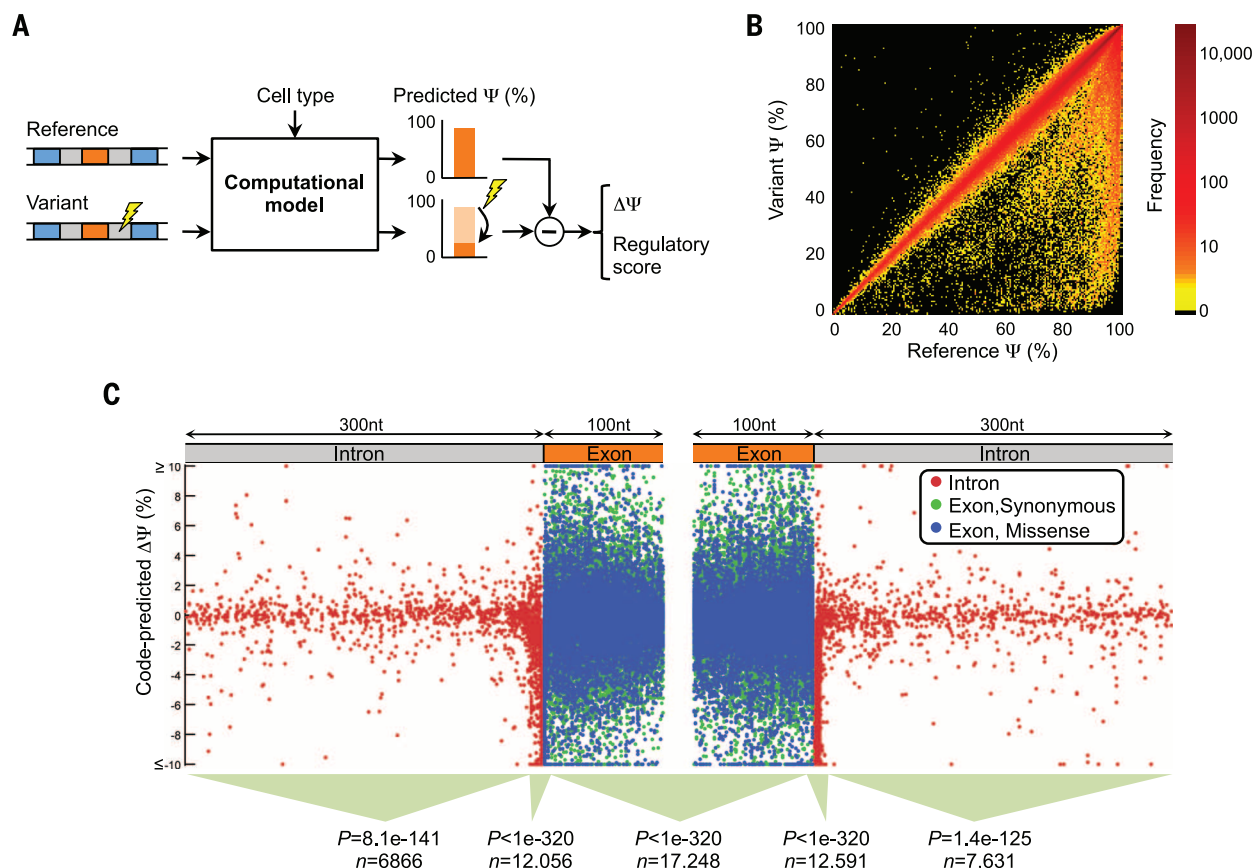 A
Cell type
Predicted Ψ (%)
Reference
Variant
Computational
model
100
0
100
0
−
ΔΨ
Regulatory
score
B
Variant Ψ (%)
100
80
60
40
20
0
0 20 40 60 80 100
Reference Ψ (%)
Frequency
10,000
1000
100
10
0
C
300nt 100nt 100nt 300nt
Intron Exon Exon Intron
Code-predicted ΔΨ (%)
≥ 10
8
6
4
2
0
-2
-4
-6
-8
≤ -10
Intron
Exon,Synonymous
Exon, Missense
P=8.1e-141 P<1e-320 P<1e-320 P<1e-320 P=1.4e-125
n=6866 n=12,056 n=17,248 n=12,591 n=7,631